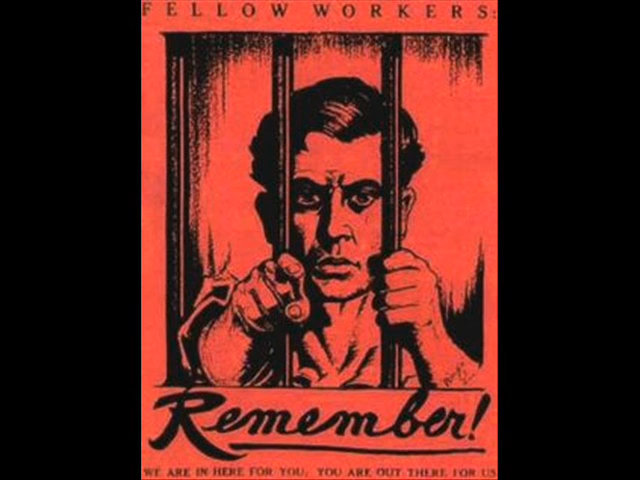 FELLOW WORKERS:
Remember!
WE ARE IN HERE FOR YOU; YOU ARE OUT THERE FOR US